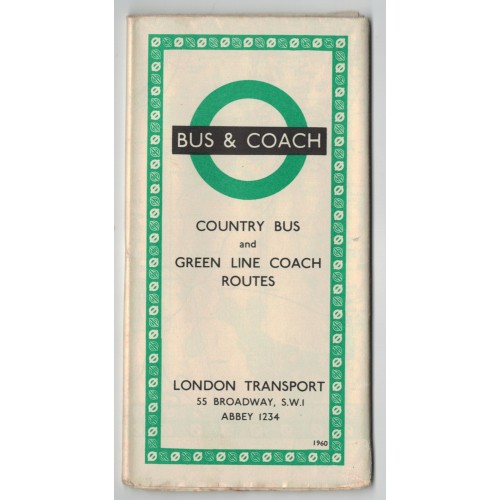 BUS & COACH
COUNTRY BUS
and
GREEN LINE COACH
ROUTES
LONDON TRANSPORT
55 BROADWAY, S.W.1
ABBEY 1234
1960